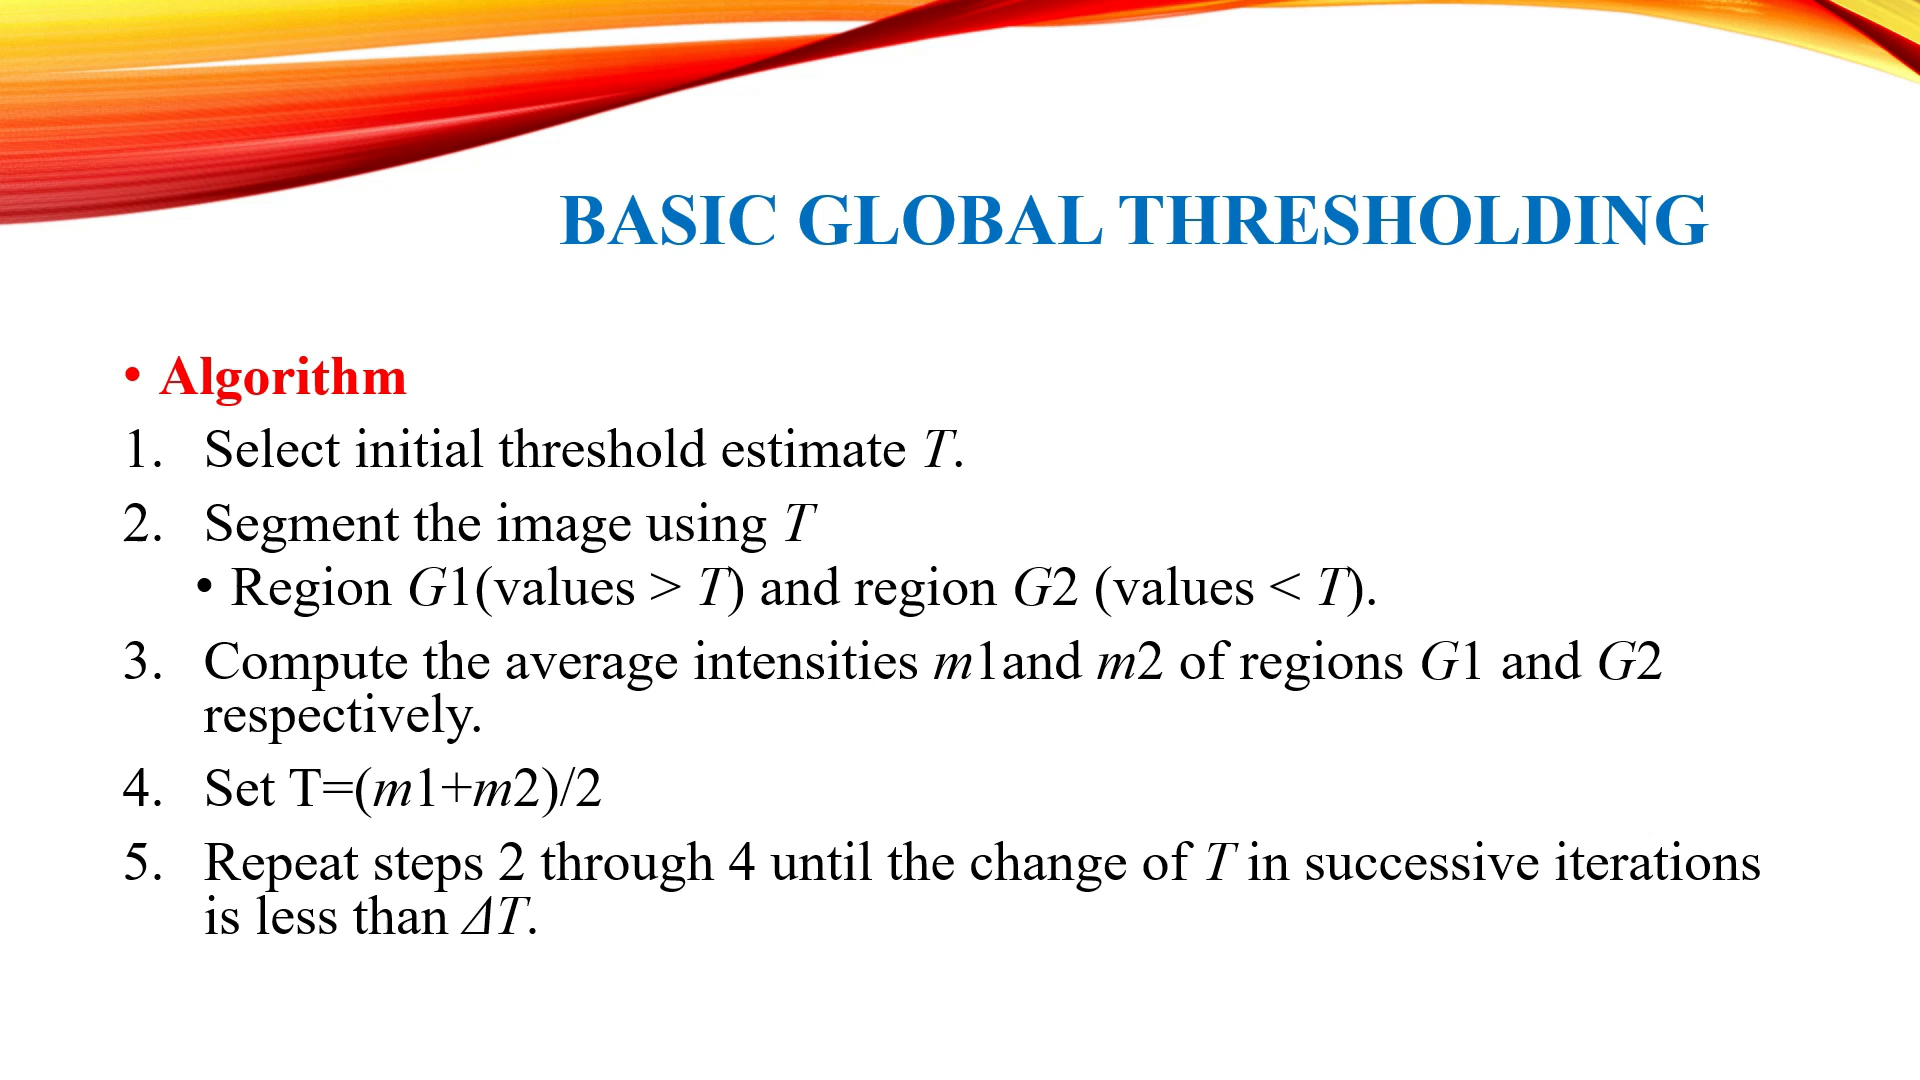 BASIC GLOBAL THRESHOLDING
• Algorithm
1. Select initial threshold estimate T.
2. Segment the image using T
• Region G1(values > T) and region G2 (values < T).
3. Compute the average intensities m1and m2 of regions G1 and G2
respectively.
4. Set T=(m1+m2)/2
5. Repeat steps 2 through 4 until the change of T in successive iterations
is less than ΔT.